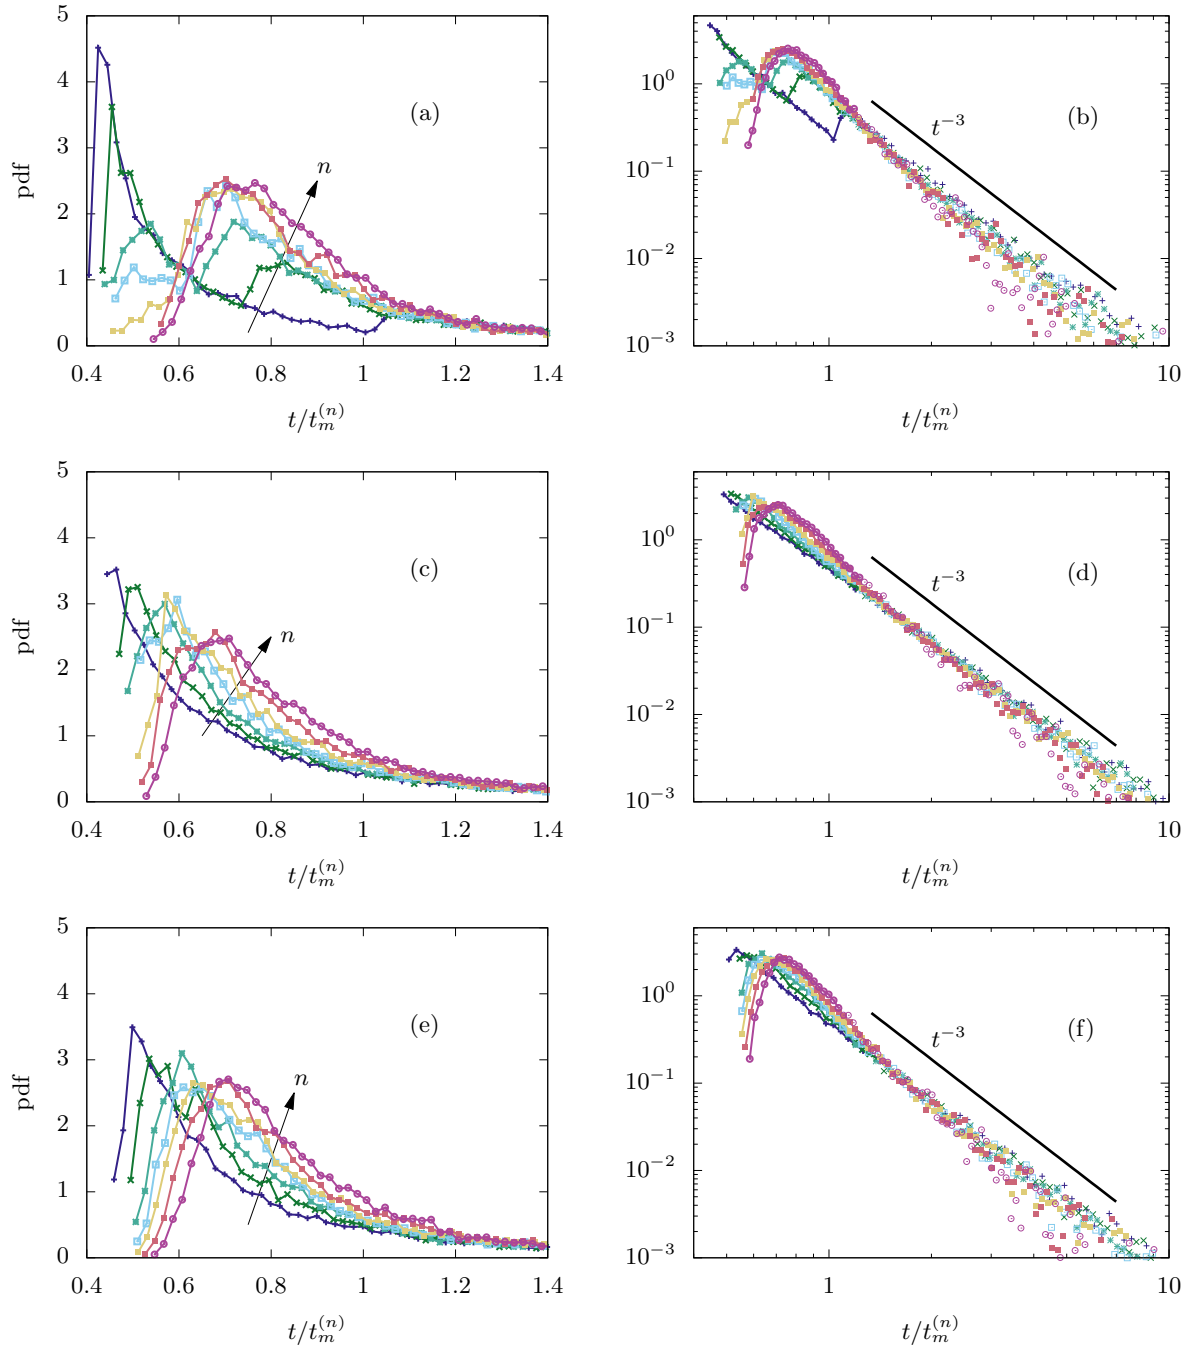 5
4
3
2
1
0
pdf
(a)
n
0.4 0.6 0.8 1 1.2 1.4
t/t_m^{(n)}
10^0
10^{-1}
10^{-2}
10^{-3}
t^{-3}
(b)
1 10
t/t_m^{(n)}
5
4
3
2
1
0
pdf
(c)
n
0.4 0.6 0.8 1 1.2 1.4
t/t_m^{(n)}
10^0
10^{-1}
10^{-2}
10^{-3}
t^{-3}
(d)
1 10
t/t_m^{(n)}
5
4
3
2
1
0
pdf
(e)
n
0.4 0.6 0.8 1 1.2 1.4
t/t_m^{(n)}
10^0
10^{-1}
10^{-2}
10^{-3}
t^{-3}
(f)
1 10
t/t_m^{(n)}